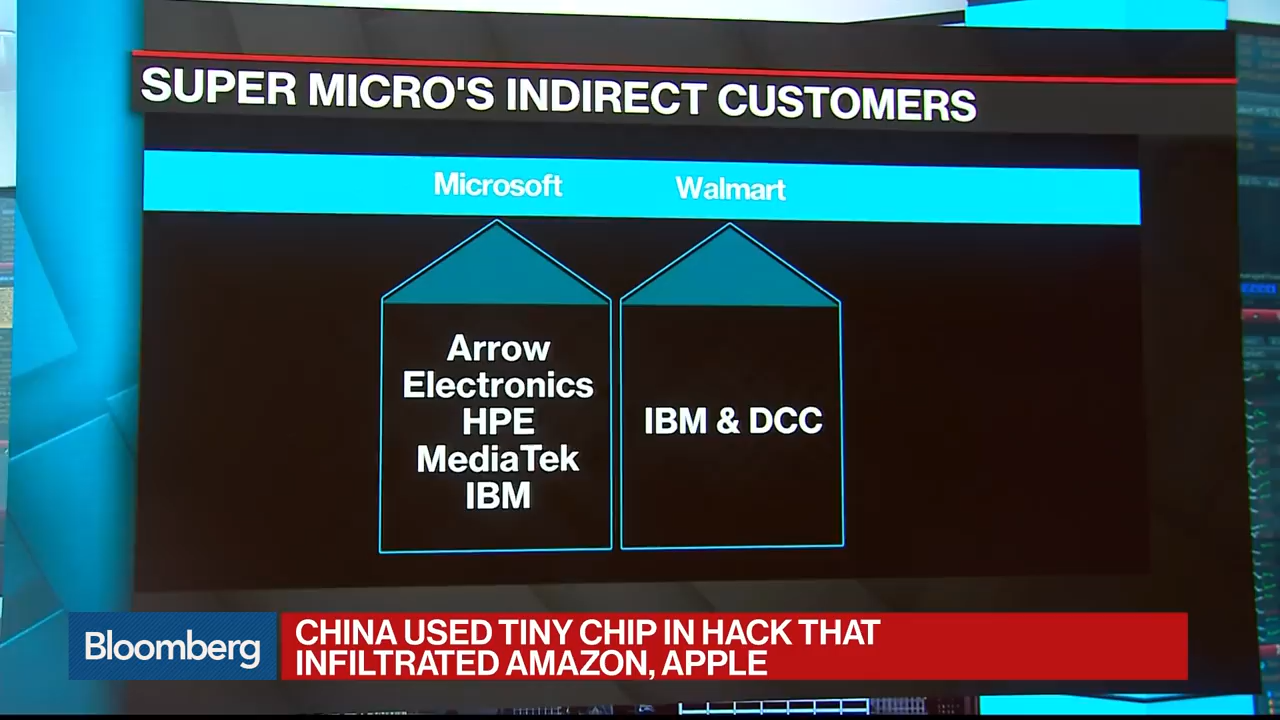 SUPER MICRO'S INDIRECT CUSTOMERS
Microsoft
Walmart
Arrow
Electronics
HPE
MediaTek
IBM
IBM & DCC
Bloomberg
CHINA USED TINY CHIP IN HACK THAT
INFILTRATED AMAZON, APPLE